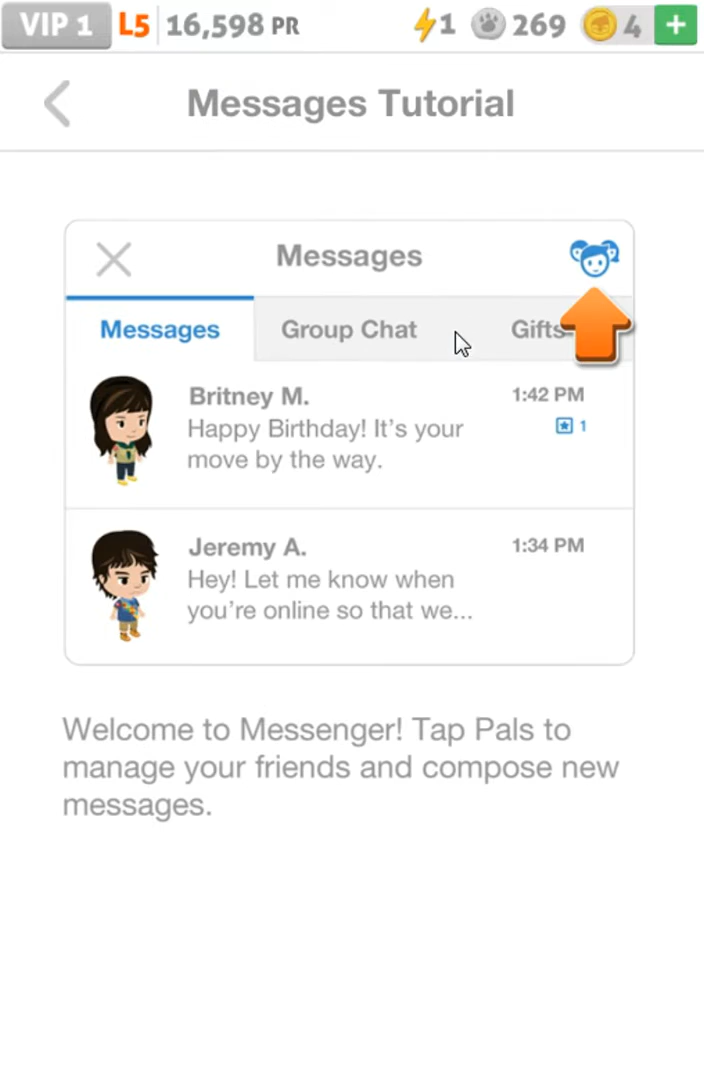 VIP 1 L5 16,598 PR 1 269 4 +
Messages Tutorial
Messages
Messages Group Chat Gifts
Britney M. 1:42 PM
Happy Birthday! It's your 1
move by the way.
Jeremy A. 1:34 PM
Hey! Let me know when
you're online so that we...
Welcome to Messenger! Tap Pals to
manage your friends and compose new
messages.